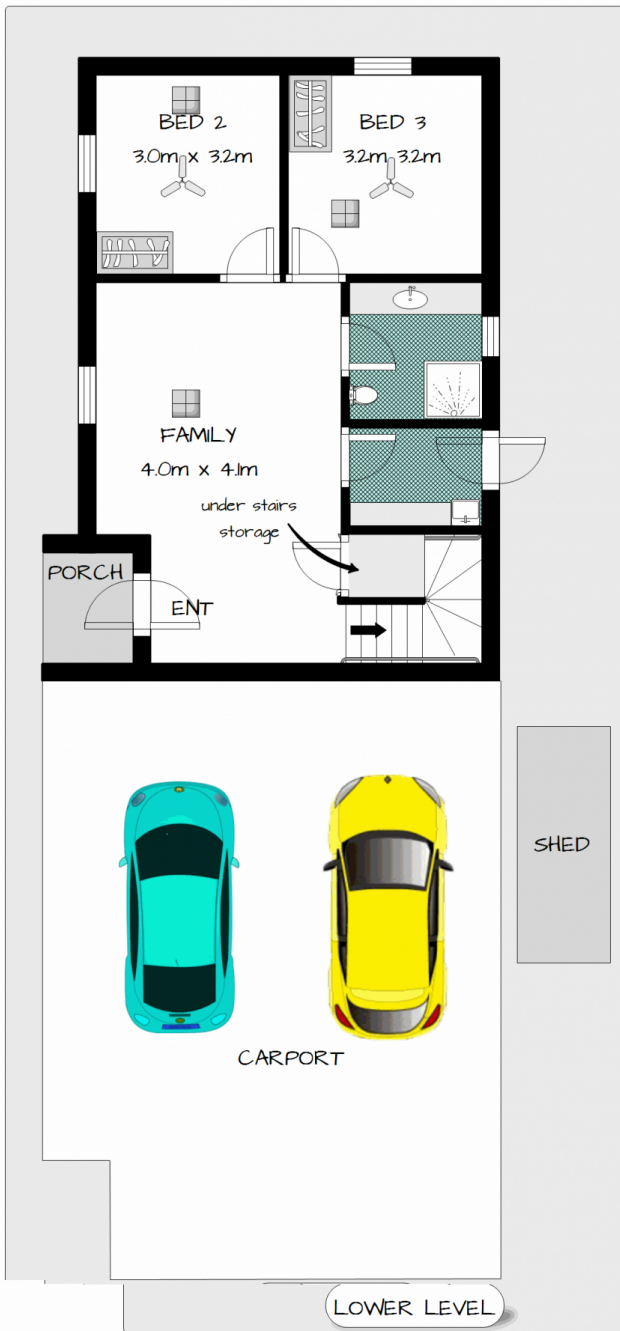 BED 2
3.0m x 3.2m
BED 3
3.2m 3.2m
FAMILY
4.0m x 4.1m
under stairs
storage
PORCH
ENT
SHED
CARPORT
LOWER LEVEL